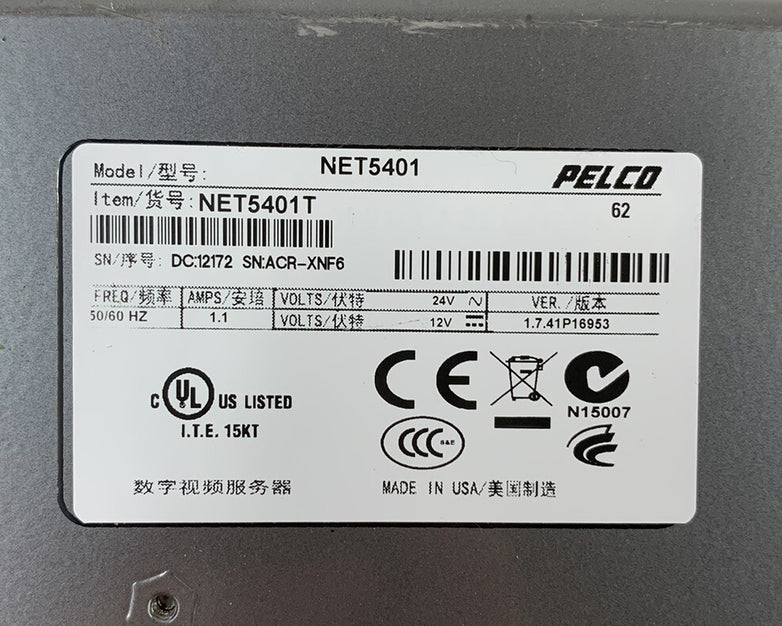 Model/型号: NET5401 PELCO
Item/货号: NET5401T 62
SN/序号: DC:12172 SN:ACR-XNF6
FREQ/频率 AMPS/安培 VOLTS/伏特 24V VER./版本
50/60 HZ 1.1 VOLTS/伏特 12V 1.7.41P16953
CE
N15007
C UL US LISTED
I.T.E. 15KT
CCC S&E
数字视频服务器 MADE IN USA/美国制造